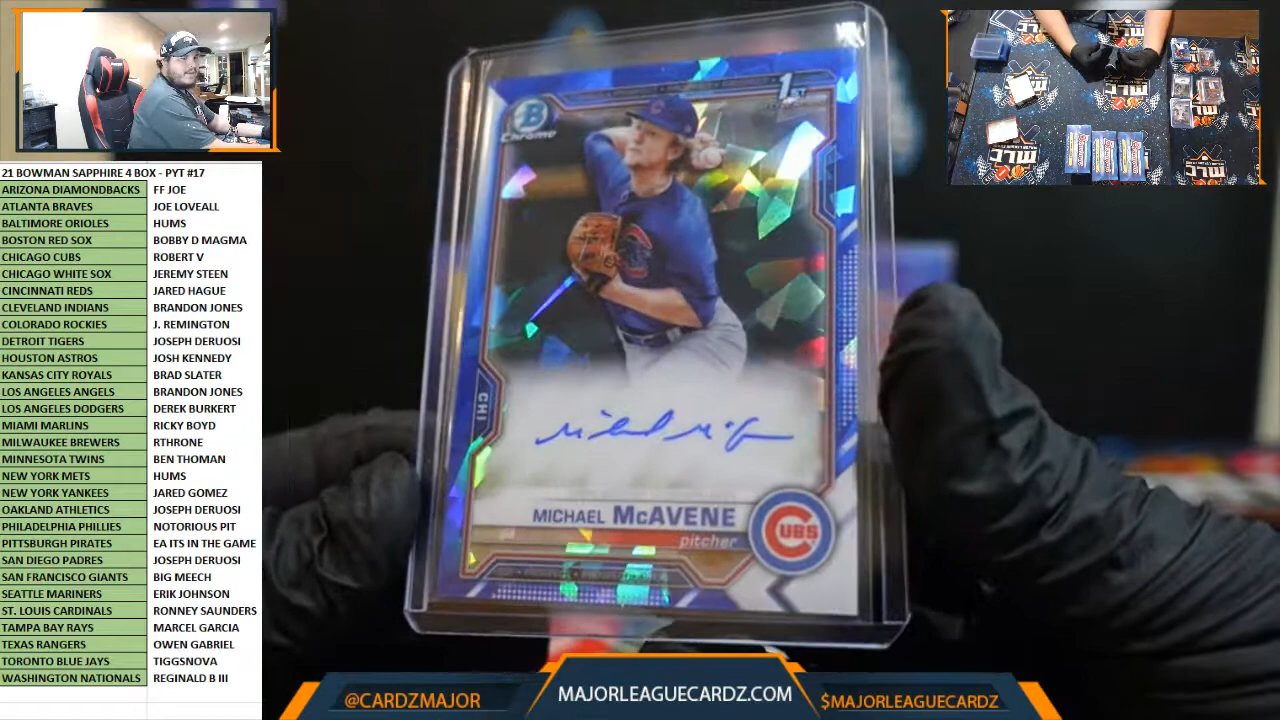 21 BOWMAN SAPPHIRE 4 BOX - PYT #17
ARIZONA DIAMONDBACKS FF JOE
ATLANTA BRAVES JOE LOVEALL
BALTIMORE ORIOLES HUMS
BOSTON RED SOX BOBBY D MAGMA
CHICAGO CUBS ROBERT V
CHICAGO WHITE SOX JEREMY STEEN
CINCINNATI REDS JARED HAGUE
CLEVELAND INDIANS BRANDON JONES
COLORADO ROCKIES J. REMINGTON
DETROIT TIGERS JOSEPH DERUOSI
HOUSTON ASTROS JOSH KENNEDY
KANSAS CITY ROYALS BRAD SLATER
LOS ANGELES ANGELS BRANDON JONES
LOS ANGELES DODGERS DEREK BURKERT
MIAMI MARLINS RICKY BOYD
MILWAUKEE BREWERS RTHRONE
MINNESOTA TWINS BEN THOMAN
NEW YORK METS HUMS
NEW YORK YANKEES JARED GOMEZ
OAKLAND ATHLETICS JOSEPH DERUOSI
PHILADELPHIA PHILLIES NOTORIOUS PIT
PITTSBURGH PIRATES EA ITS IN THE GAME
SAN DIEGO PADRES JOSEPH DERUOSI
SAN FRANCISCO GIANTS BIG MEECH
SEATTLE MARINERS ERIK JOHNSON
ST. LOUIS CARDINALS RONNEY SAUNDERS
TAMPA BAY RAYS MARCEL GARCIA
TEXAS RANGERS OWEN GABRIEL
TORONTO BLUE JAYS TIGGSNOVA
WASHINGTON NATIONALS REGINALD B III
B
Chrome
1ST
CHI
MICHAEL McAVENE
pitcher
CUBS
MLC
MLC
MLC
@CARDZMAJOR
MAJORLEAGUECARDZ.COM
$MAJORLEAGUECARDZ